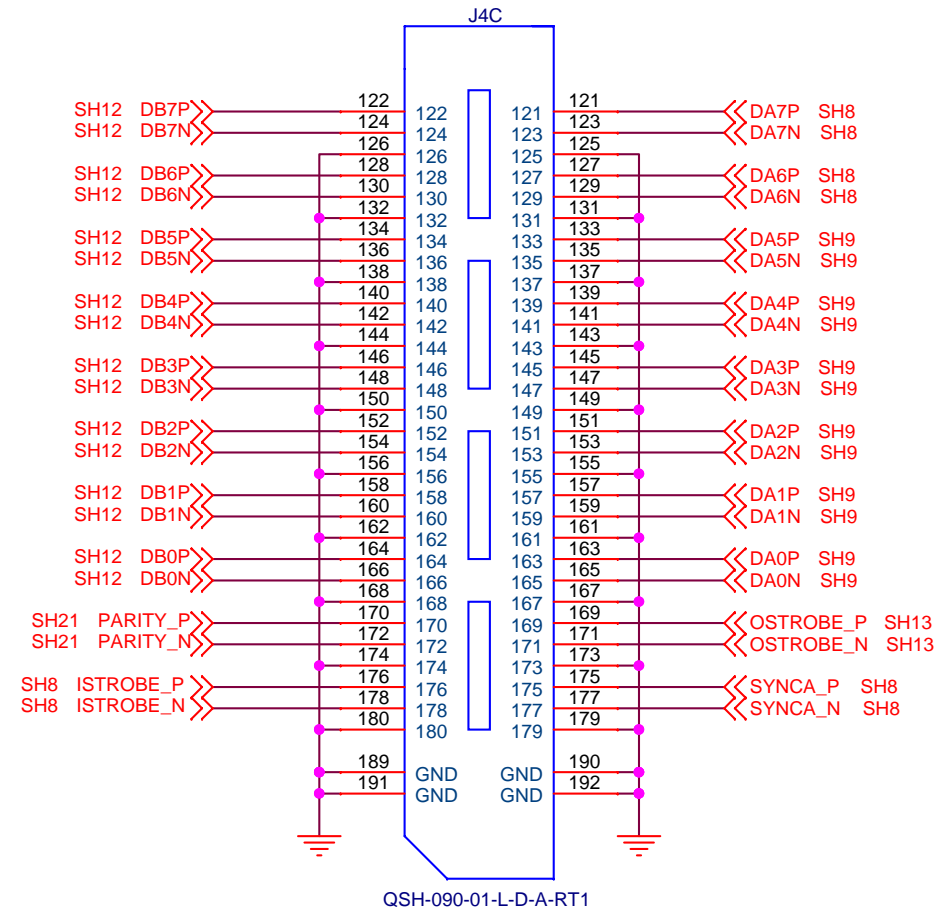 J4C
SH12 DB7P 122 122 121 121 DA7P SH8
SH12 DB7N 124 124 123 123 DA7N SH8
126 126 125 125
SH12 DB6P 128 128 127 127 DA6P SH8
SH12 DB6N 130 130 129 129 DA6N SH8
132 132 131 131
SH12 DB5P 134 134 133 133 DA5P SH9
SH12 DB5N 136 136 135 135 DA5N SH9
138 138 137 137
SH12 DB4P 140 140 139 139 DA4P SH9
SH12 DB4N 142 142 141 141 DA4N SH9
144 144 143 143
SH12 DB3P 146 146 145 145 DA3P SH9
SH12 DB3N 148 148 147 147 DA3N SH9
150 150 149 149
SH12 DB2P 152 152 151 151 DA2P SH9
SH12 DB2N 154 154 153 153 DA2N SH9
156 156 155 155
SH12 DB1P 158 158 157 157 DA1P SH9
SH12 DB1N 160 160 159 159 DA1N SH9
162 162 161 161
SH12 DB0P 164 164 163 163 DA0P SH9
SH12 DB0N 166 166 165 165 DA0N SH9
168 168 167 167
SH21 PARITY_P 170 170 169 169 OSTROBE_P SH13
SH21 PARITY_N 172 172 171 171 OSTROBE_N SH13
174 174 173 173
SH8 ISTROBE_P 176 176 175 175 SYNCA_P SH8
SH8 ISTROBE_N 178 178 177 177 SYNCA_N SH8
180 180 179 179
189 GND GND 190
191 GND GND 192
QSH-090-01-L-D-A-RT1